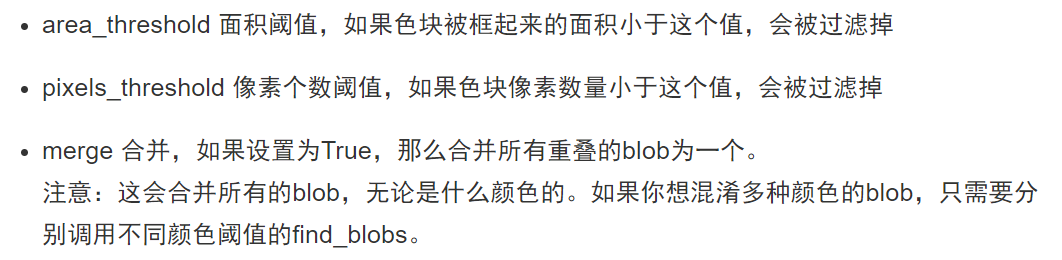 • area_threshold 面积阈值，如果色块被框起来的面积小于这个值，会被过滤掉
• pixels_threshold 像素个数阈值，如果色块像素数量小于这个值，会被过滤掉
• merge 合并，如果设置为True，那么合并所有重叠的blob为一个。
注意：这会合并所有的blob，无论是什么颜色的。如果你想混淆多种颜色的blob，只需要分
别调用不同颜色阈值的find_blobs。